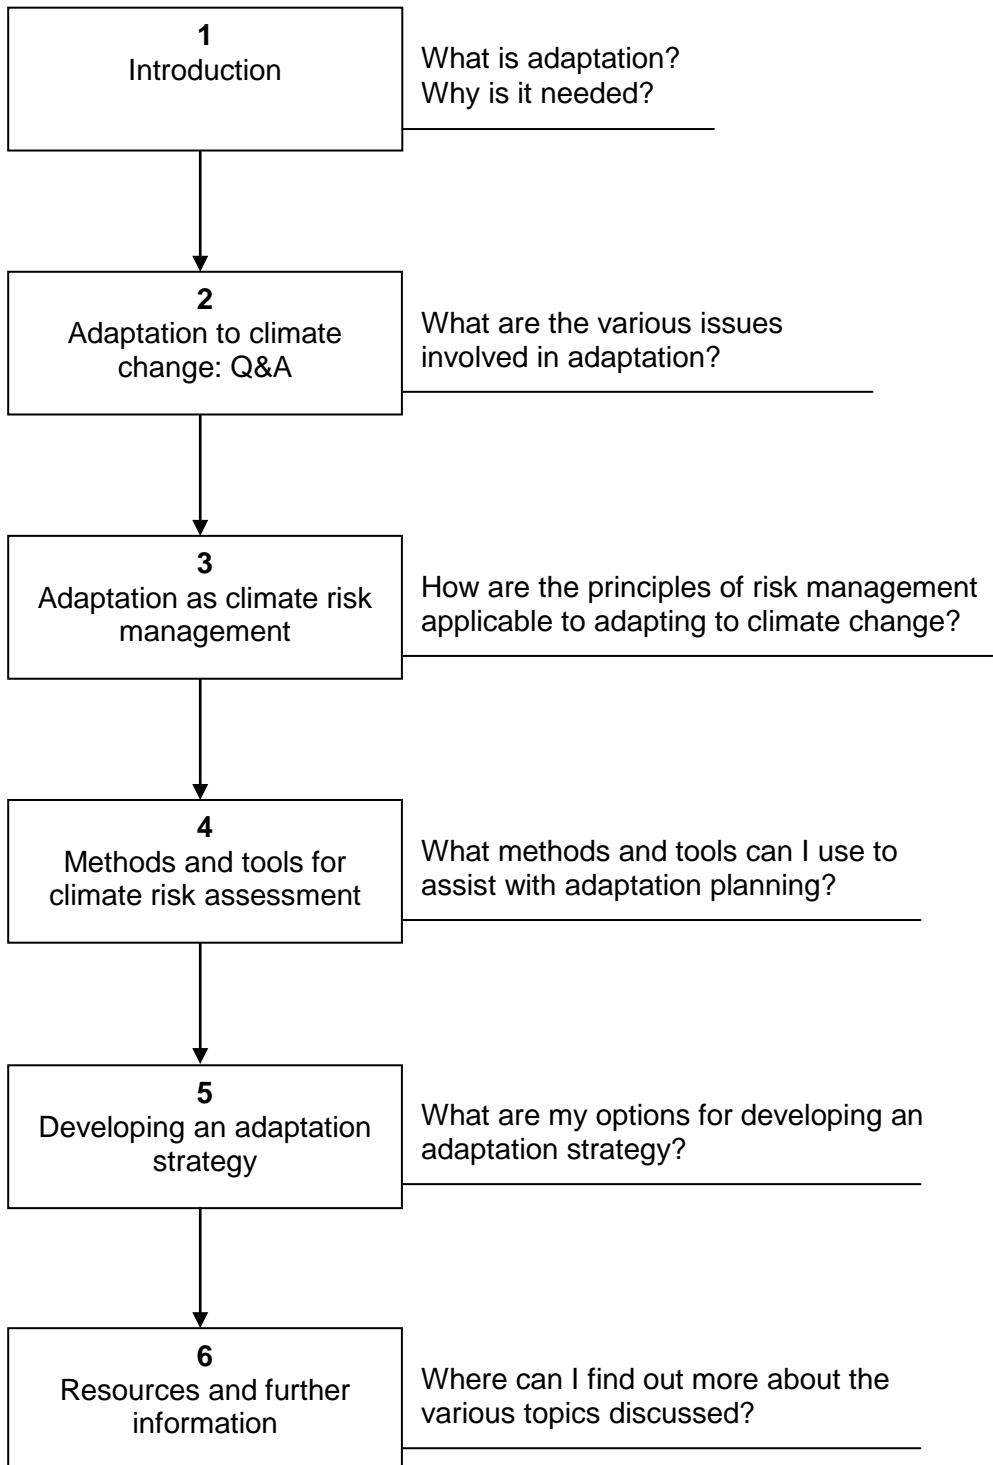 1
Introduction
What is adaptation?
Why is it needed?
2
Adaptation to climate
change: Q&A
What are the various issues
involved in adaptation?
3
Adaptation as climate risk
management
How are the principles of risk management
applicable to adapting to climate change?
4
Methods and tools for
climate risk assessment
What methods and tools can I use to
assist with adaptation planning?
5
Developing an adaptation
strategy
What are my options for developing an
adaptation strategy?
6
Resources and further
information
Where can I find out more about the
various topics discussed?